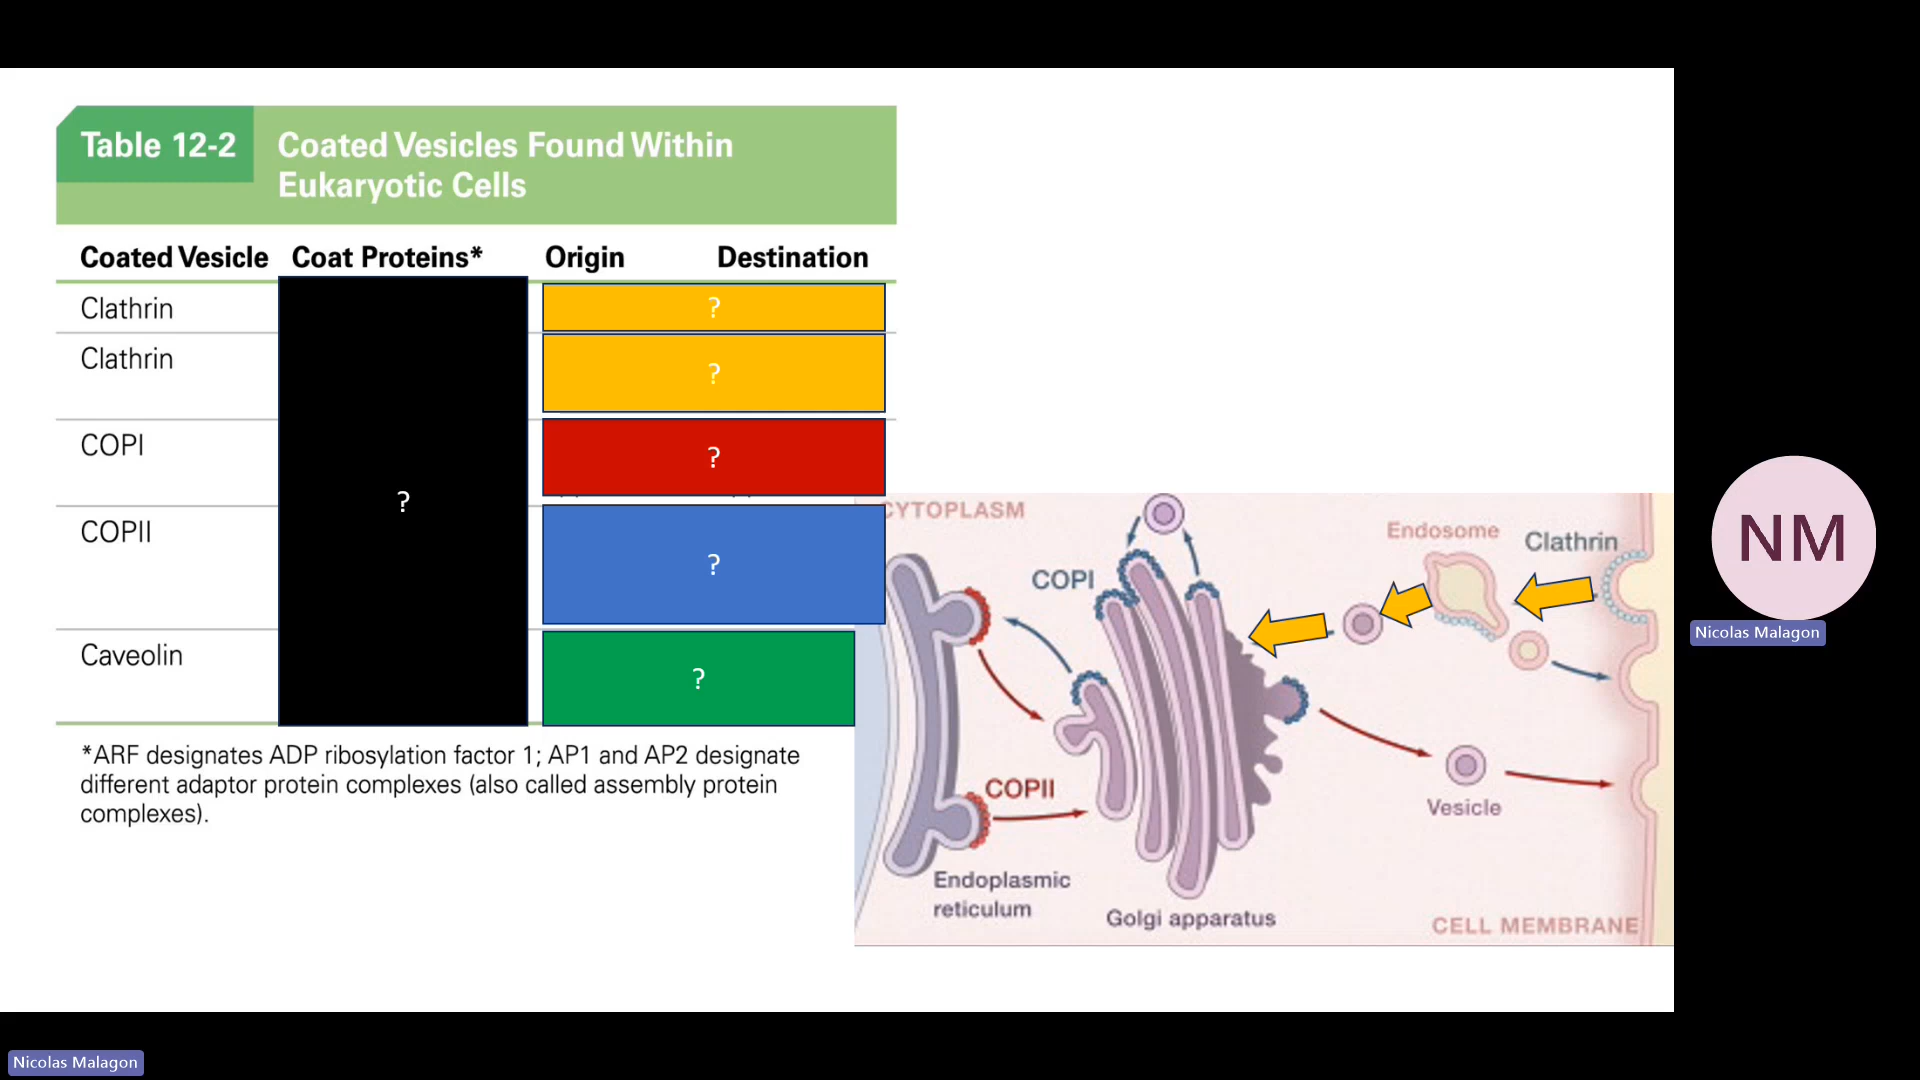 Table 12-2
Coated Vesicles Found Within
Eukaryotic Cells
Coated Vesicle Coat Proteins* Origin Destination
Clathrin ?
Clathrin ?
COPI ?
?
COPII ?
Caveolin ?
*ARF designates ADP ribosylation factor 1; AP1 and AP2 designate
different adaptor protein complexes (also called assembly protein
complexes).
CYTOPLASM
Endosome
Clathrin
COPI
COPII
Vesicle
Endoplasmic
reticulum
Golgi apparatus
CELL MEMBRANE
NM
Nicolas Malagon
Nicolas Malagon